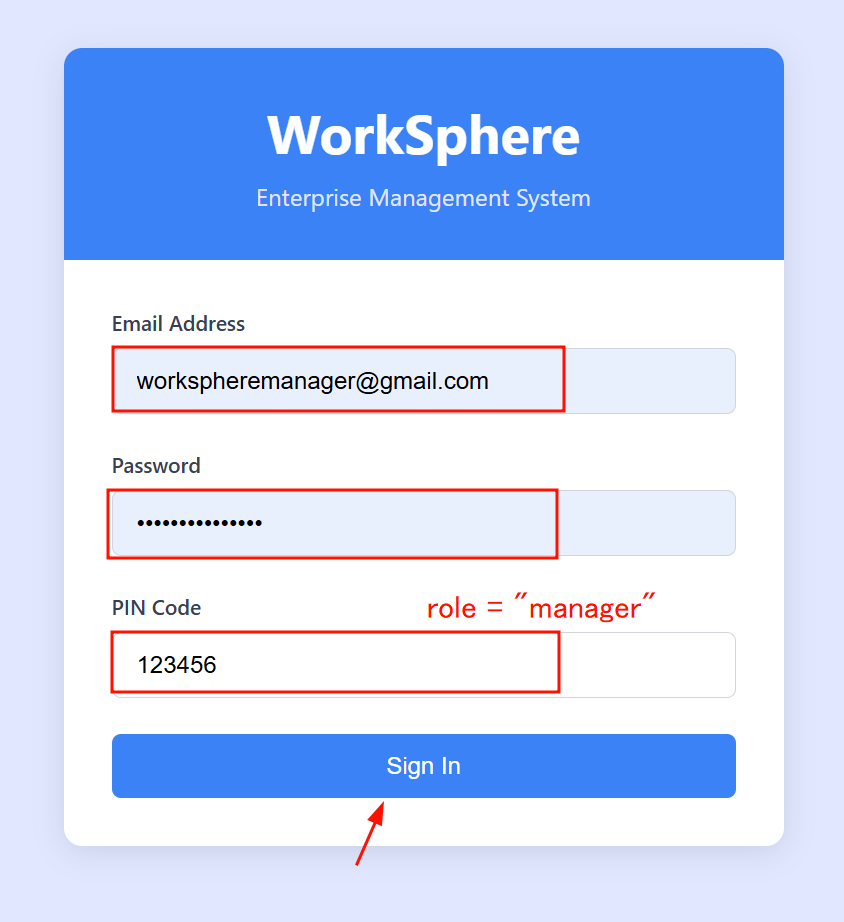 WorkSphere
Enterprise Management System
Email Address
workspheremanager@gmail.com
Password
•••••••••••••••
PIN Code
role = "manager"
123456
Sign In